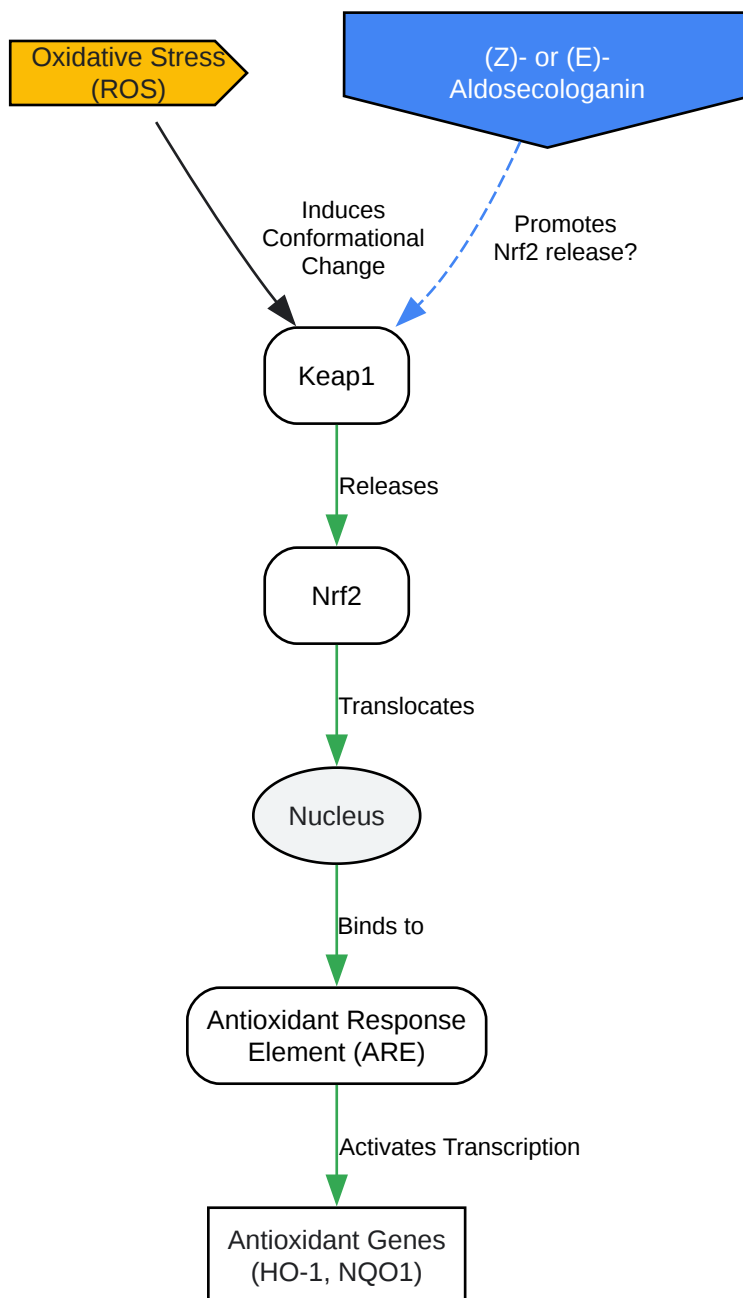 Oxidative Stress
(ROS)
(Z)- or (E)-
Aldosecologanin
Induces
Conformational
Change
Promotes
Nrf2 release?
Keap1
Releases
Nrf2
Translocates
Nucleus
Binds to
Antioxidant Response
Element (ARE)
Activates Transcription
Antioxidant Genes
(HO-1, NQO1)